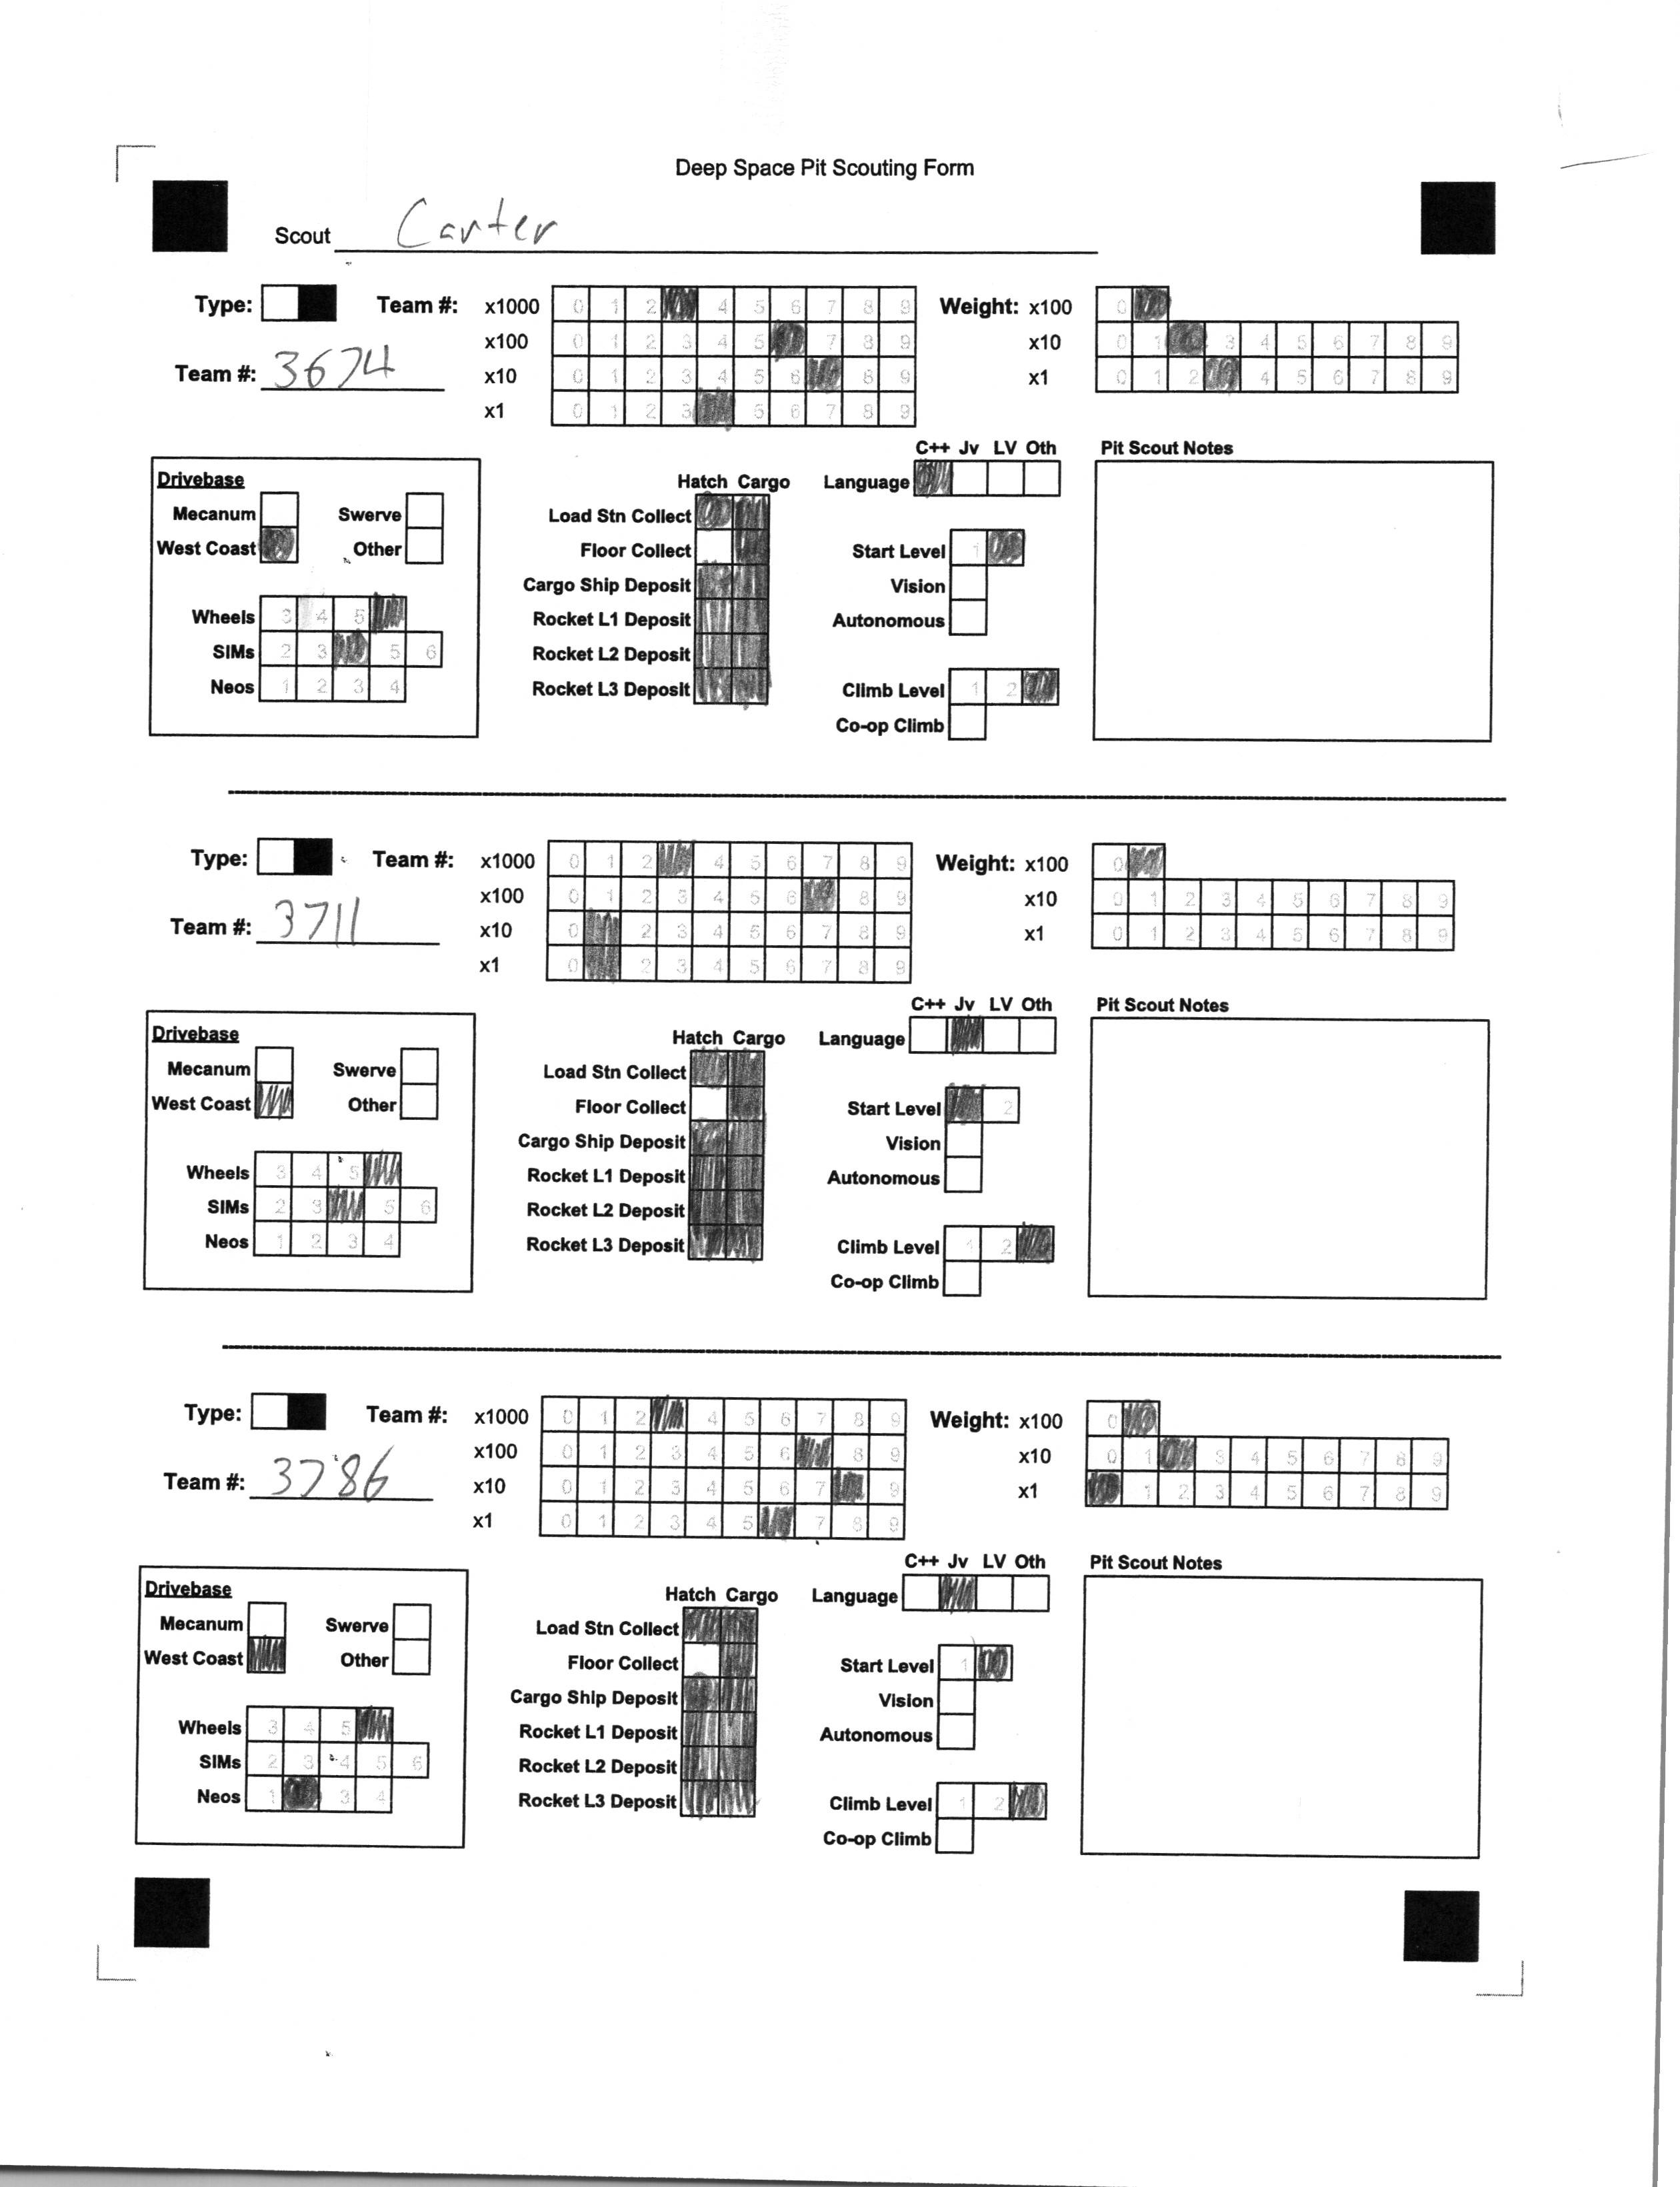 Deep Space Pit Scouting Form
Scout Carter
Type: Team #: x1000 0 1 2 4 5 6 7 8 9 Weight: x100 0
x100 0 1 2 3 4 5 7 8 9 x10 0 1 3 4 5 6 7 8 9
Team #: 3674 x10 0 1 2 3 4 5 6 8 9 x1 0 1 2 4 5 6 7 8 9
x1 0 1 2 3 5 6 7 8 9
C++ Jv LV Oth Pit Scout Notes
Drivebase Hatch Cargo Language
Mecanum Swerve Load Stn Collect
West Coast Other Floor Collect Start Level 1
Cargo Ship Deposit Vision
Wheels 3 4 5 Rocket L1 Deposit Autonomous
SIMs 2 3 5 6 Rocket L2 Deposit
Neos 1 2 3 4 Rocket L3 Deposit Climb Level 1 2
Co-op Climb
Type: Team #: x1000 0 1 2 4 5 6 7 8 9 Weight: x100 0
x100 0 1 2 3 4 5 6 8 9 x10 0 1 2 3 4 5 6 7 8 9
Team #: 3711 x10 0 2 3 4 5 6 7 8 9 x1 0 1 2 3 4 5 6 7 8 9
x1 0 2 3 4 5 6 7 8 9
C++ Jv LV Oth Pit Scout Notes
Drivebase Hatch Cargo Language
Mecanum Swerve Load Stn Collect
West Coast Other Floor Collect Start Level 2
Cargo Ship Deposit Vision
Wheels 3 4 5 Rocket L1 Deposit Autonomous
SIMs 2 3 5 6 Rocket L2 Deposit
Neos 1 2 3 4 Rocket L3 Deposit Climb Level 1 2
Co-op Climb
Type: Team #: x1000 0 1 2 4 5 6 7 8 9 Weight: x100 0
x100 0 1 2 3 4 5 6 8 9 x10 0 1 3 4 5 6 7 8 9
Team #: 3786 x10 0 1 2 3 4 5 6 7 9 x1 1 2 3 4 5 6 7 8 9
x1 0 1 2 3 4 5 7 8 9
C++ Jv LV Oth Pit Scout Notes
Drivebase Hatch Cargo Language
Mecanum Swerve Load Stn Collect
West Coast Other Floor Collect Start Level 1
Cargo Ship Deposit Vision
Wheels 3 4 5 Rocket L1 Deposit Autonomous
SIMs 2 3 4 5 6 Rocket L2 Deposit
Neos 1 3 4 Rocket L3 Deposit Climb Level 1 2
Co-op Climb